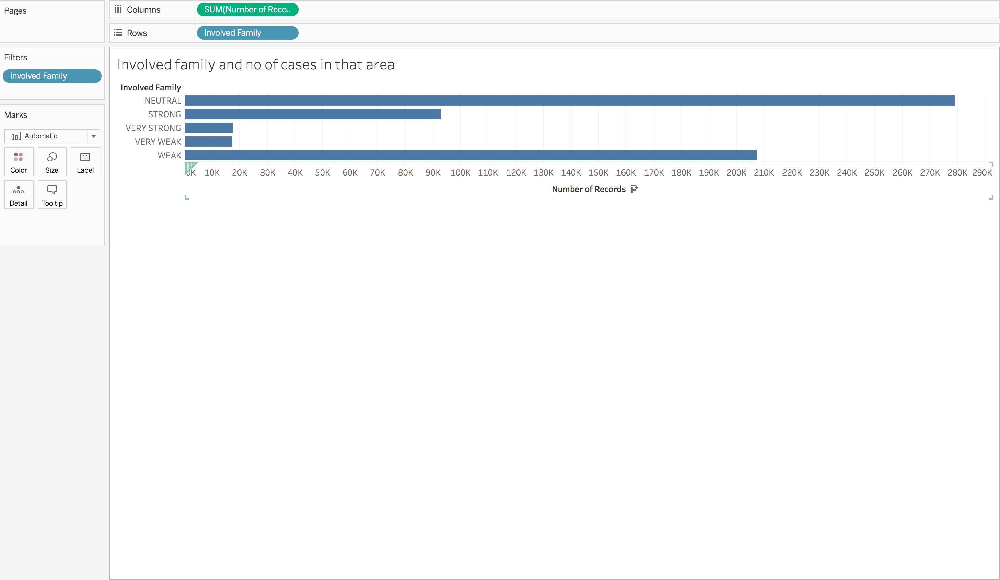 Pages
Columns
SUM(Number of Reco..
Rows
Involved Family
Filters
Involved Family
Marks
Automatic
Color
Size
Label
Detail
Tooltip
Involved family and no of cases in that area
Involved Family
NEUTRAL
STRONG
VERY STRONG
VERY WEAK
WEAK
0K 10K 20K 30K 40K 50K 60K 70K 80K 90K 100K 110K 120K 130K 140K 150K 160K 170K 180K 190K 200K 210K 220K 230K 240K 250K 260K 270K 280K 290K
Number of Records